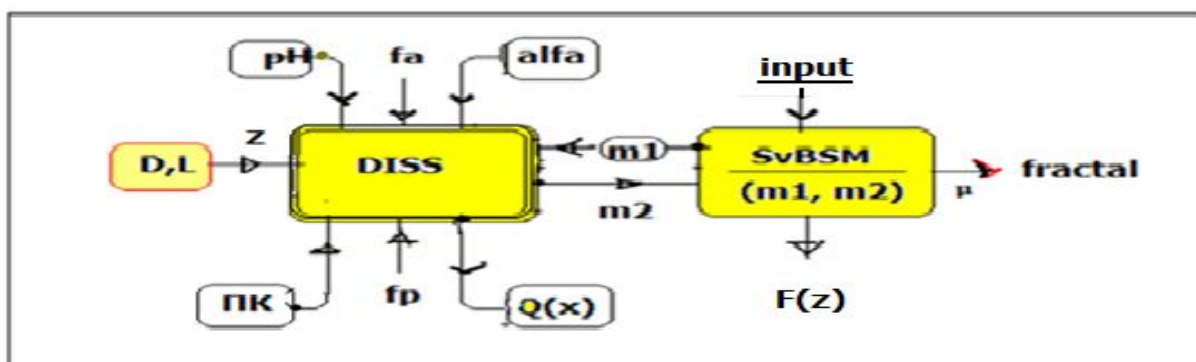 pH
fa
alfa
input
D,L
z
DISS
m1
m2
SvBSM
(m1, m2)
μ
fractal
ПК
fp
Q(x)
F(z)